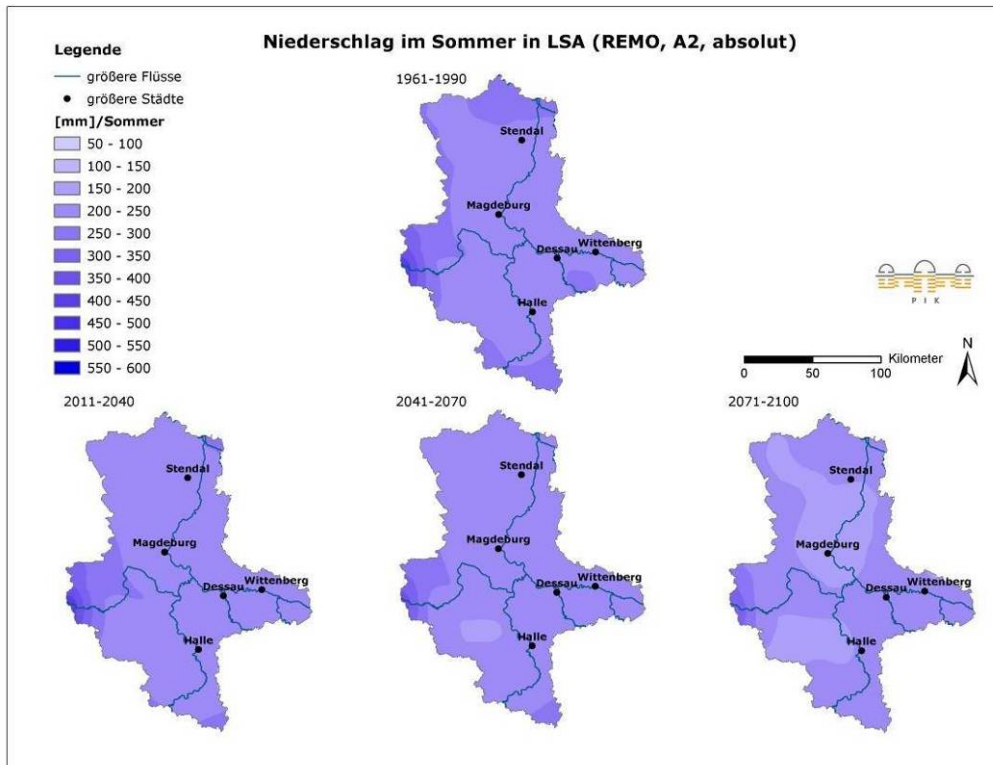 Niederschlag im Sommer in LSA (REMO, A2, absolut)
Legende
größere Flüsse
größere Städte
[mm]/Sommer
50 - 100
100 - 150
150 - 200
200 - 250
250 - 300
300 - 350
350 - 400
400 - 450
450 - 500
500 - 550
550 - 600
1961-1990
Stendal
Magdeburg
Dessau
Wittenberg
Halle
P I K
Kilometer
0 50 100
N
2011-2040
Stendal
Magdeburg
Dessau
Wittenberg
Halle
2041-2070
Stendal
Magdeburg
Dessau
Wittenberg
Halle
2071-2100
Stendal
Magdeburg
Dessau
Wittenberg
Halle